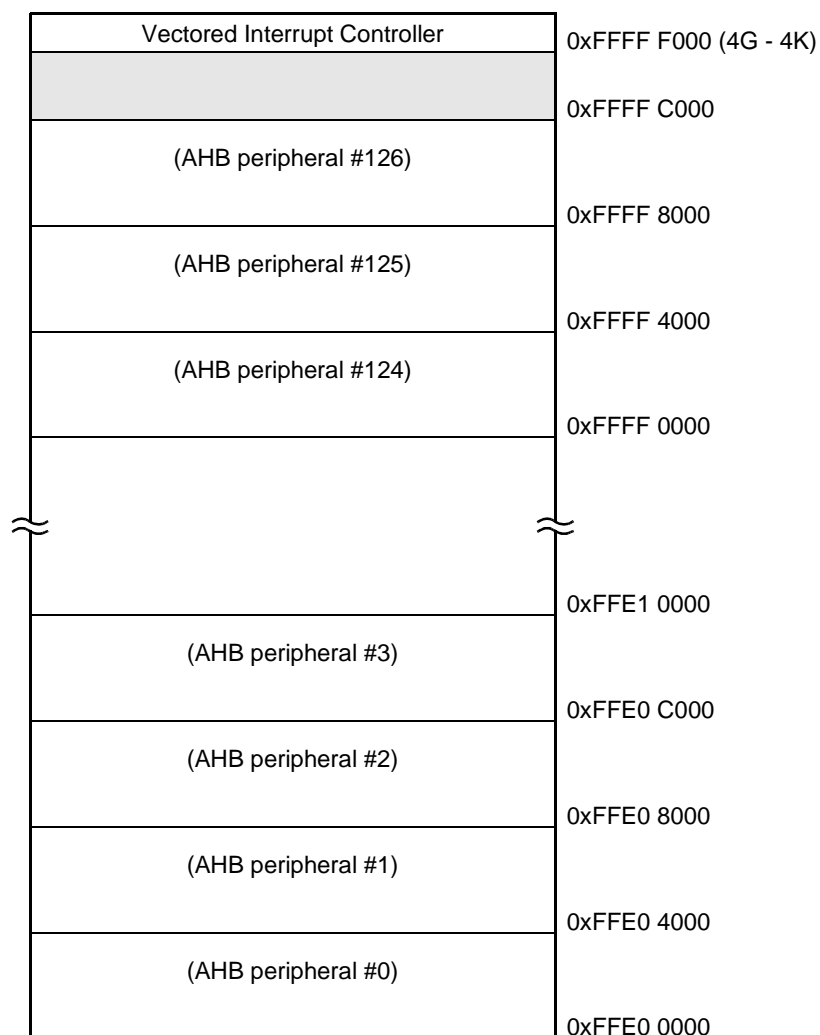 Vectored Interrupt Controller
0xFFFF F000 (4G - 4K)
0xFFFF C000
(AHB peripheral #126)
0xFFFF 8000
(AHB peripheral #125)
0xFFFF 4000
(AHB peripheral #124)
0xFFFF 0000
0xFFE1 0000
(AHB peripheral #3)
0xFFE0 C000
(AHB peripheral #2)
0xFFE0 8000
(AHB peripheral #1)
0xFFE0 4000
(AHB peripheral #0)
0xFFE0 0000